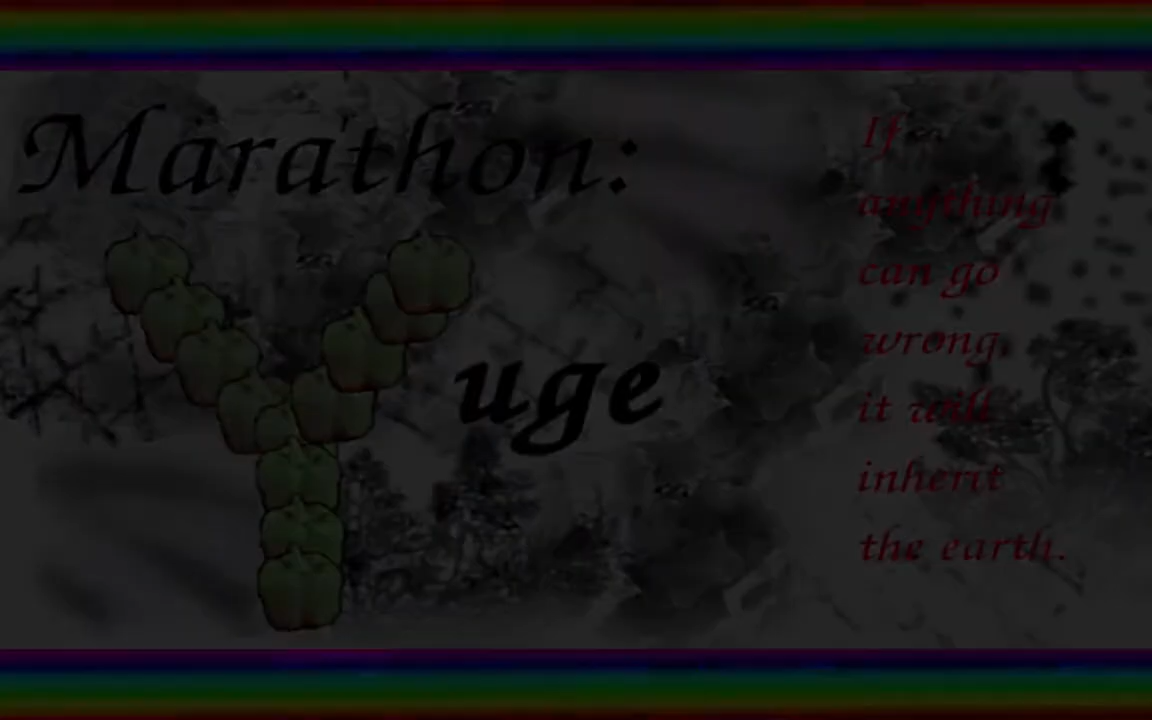 Marathon:
Yuge
If
anything
can go
wrong
it will
inherit
the earth.